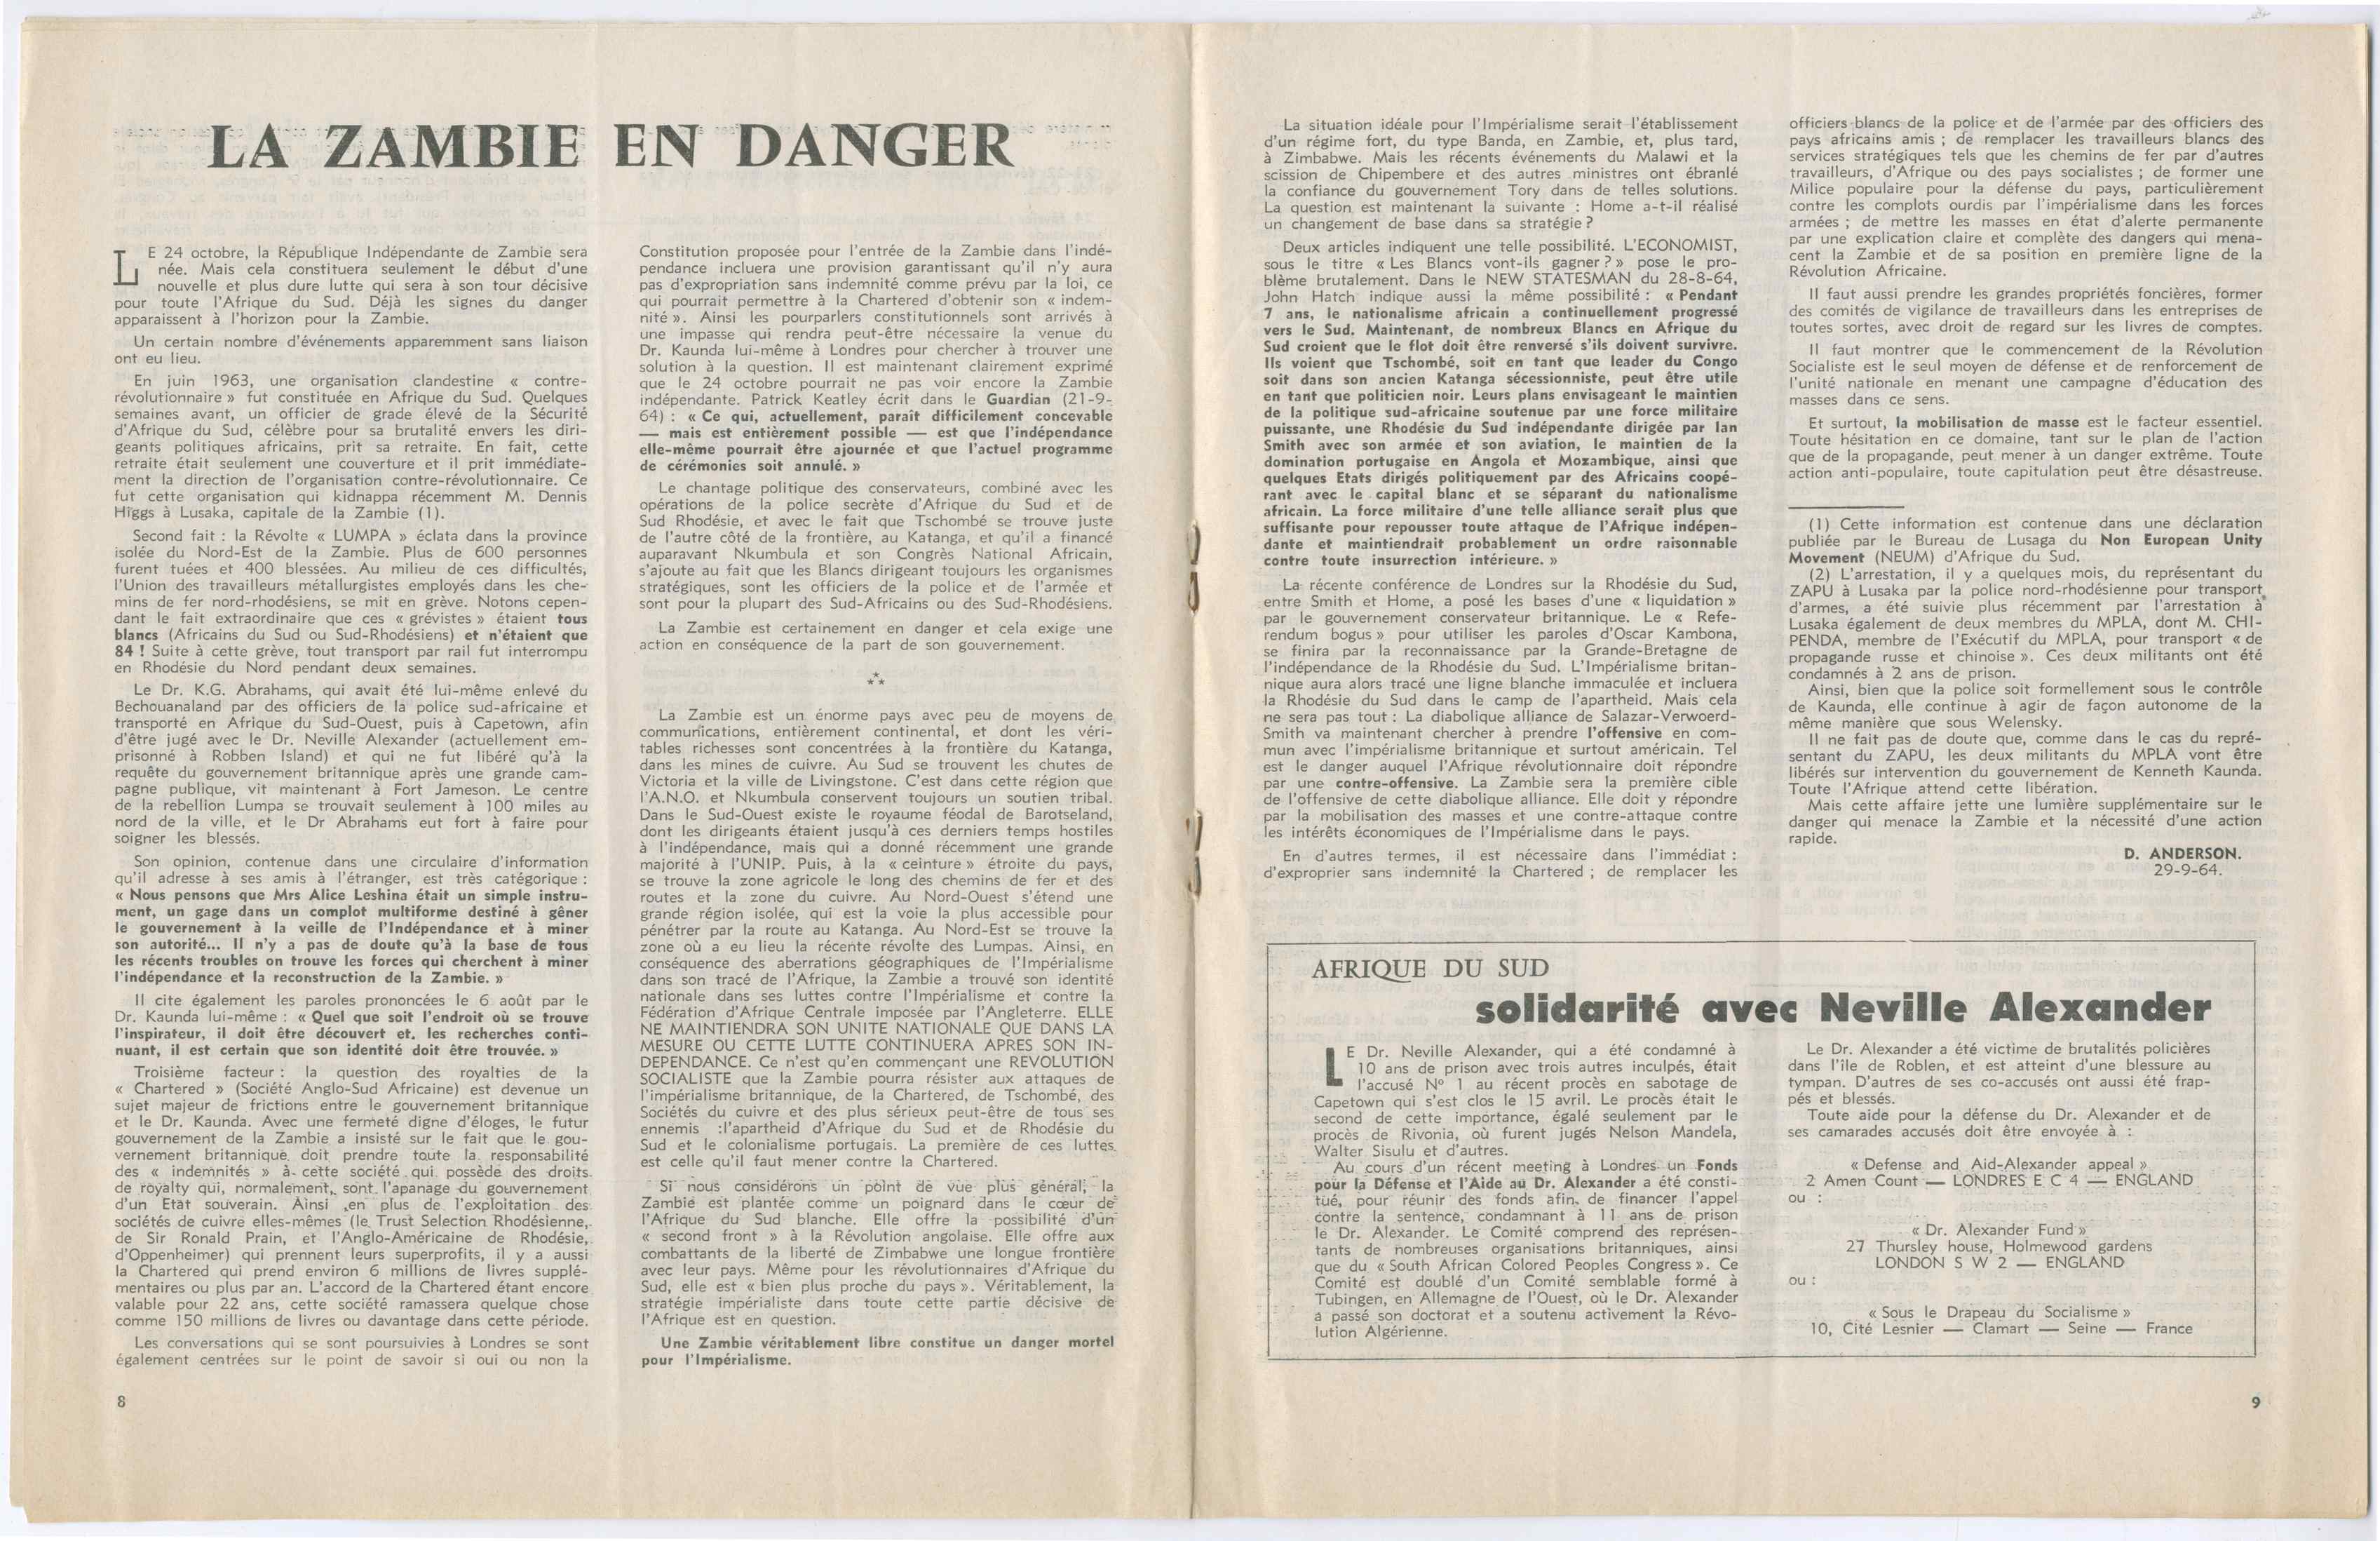 LA ZAMBIE EN DANGER
LE 24 octobre, la République Indépendante de Zambie sera
née. Mais cela constituera seulement le début d'une
nouvelle et plus dure lutte qui sera à son tour décisive
pour toute l'Afrique du Sud. Déjà les signes du danger
apparaissent à l'horizon pour la Zambie.
Un certain nombre d'événements apparemment sans liaison
ont eu lieu.
En juin 1963, une organisation clandestine « contre-
révolutionnaire » fut constituée en Afrique du Sud. Quelques
semaines avant, un officier de grade élevé de la Sécurité
d'Afrique du Sud, célèbre pour sa brutalité envers les diri-
geants politiques africains, prit sa retraite. En fait, cette
retraite était seulement une couverture et il prit immédiate-
ment la direction de l'organisation contre-révolutionnaire. Ce
fut cette organisation qui kidnappa récemment M. Dennis
Higgs à Lusaka, capitale de la Zambie (1).
Second fait : la Révolte « LUMPA » éclata dans la province
isolée du Nord-Est de la Zambie. Plus de 600 personnes
furent tuées et 400 blessées. Au milieu de ces difficultés,
l'Union des travailleurs métallurgistes employés dans les che-
mins de fer nord-rhodésiens, se mit en grève. Notons cepen-
dant le fait extraordinaire que ces « grévistes » étaient tous
blancs (Africains du Sud ou Sud-Rhodésiens) et n'étaient que
84 ! Suite à cette grève, tout transport par rail fut interrompu
en Rhodésie du Nord pendant deux semaines.
Le Dr. K.G. Abrahams, qui avait été lui-même enlevé du
Bechouanaland par des officiers de la police sud-africaine et
transporté en Afrique du Sud-Ouest, puis à Capetown, afin
d'être jugé avec le Dr. Neville Alexander (actuellement em-
prisonné à Robben Island) et qui ne fut libéré qu'à la
requête du gouvernement britannique après une grande cam-
pagne publique, vit maintenant à Fort Jameson. Le centre
de la rebellion Lumpa se trouvait seulement à 100 miles au
nord de la ville, et le Dr Abrahams eut fort à faire pour
soigner les blessés.
Son opinion, contenue dans une circulaire d'information
qu'il adresse à ses amis à l'étranger, est très catégorique :
« Nous pensons que Mrs Alice Leshina était un simple instru-
ment, un gage dans un complot multiforme destiné à gêner
le gouvernement à la veille de l'Indépendance et à miner
son autorité... Il n'y a pas de doute qu'à la base de tous
les récents troubles on trouve les forces qui cherchent à miner
l'indépendance et la reconstruction de la Zambie. »
Il cite également les paroles prononcées le 6 août par le
Dr. Kaunda lui-même : « Quel que soit l'endroit où se trouve
l'inspirateur, il doit être découvert et, les recherches conti-
nuant, il est certain que son identité doit être trouvée. »
Troisième facteur : la question des royalties de la
« Chartered » (Société Anglo-Sud Africaine) est devenue un
sujet majeur de frictions entre le gouvernement britannique
et le Dr. Kaunda. Avec une fermeté digne d'éloges, le futur
gouvernement de la Zambie a insisté sur le fait que le gou-
vernement britannique doit prendre toute la responsabilité
des « indemnités » à cette société qui possède des droits
de royalty qui, normalement, sont l'apanage du gouvernement
d'un Etat souverain. Ainsi ,en plus de l'exploitation des
sociétés de cuivre elles-mêmes (le Trust Selection Rhodésienne,
de Sir Ronald Prain, et l'Anglo-Américaine de Rhodésie,
d'Oppenheimer) qui prennent leurs superprofits, il y a aussi
la Chartered qui prend environ 6 millions de livres supplé-
mentaires ou plus par an. L'accord de la Chartered étant encore
valable pour 22 ans, cette société ramassera quelque chose
comme 150 millions de livres ou davantage dans cette période.
Les conversations qui se sont poursuivies à Londres se sont
également centrées sur le point de savoir si oui ou non la
Constitution proposée pour l'entrée de la Zambie dans l'indé-
pendance incluera une provision garantissant qu'il n'y aura
pas d'expropriation sans indemnité comme prévu par la loi, ce
qui pourrait permettre à la Chartered d'obtenir son « indem-
nité ». Ainsi les pourparlers constitutionnels sont arrivés à
une impasse qui rendra peut-être nécessaire la venue du
Dr. Kaunda lui-même à Londres pour chercher à trouver une
solution à la question. Il est maintenant clairement exprimé
que le 24 octobre pourrait ne pas voir encore la Zambie
indépendante. Patrick Keatley écrit dans le Guardian (21-9-
64) : « Ce qui, actuellement, paraît difficilement concevable
— mais est entièrement possible — est que l'indépendance
elle-même pourrait être ajournée et que l'actuel programme
de cérémonies soit annulé. »
Le chantage politique des conservateurs, combiné avec les
opérations de la police secrète d'Afrique du Sud et de
Sud Rhodésie, et avec le fait que Tschombé se trouve juste
de l'autre côté de la frontière, au Katanga, et qu'il a financé
auparavant Nkumbula et son Congrès National Africain,
s'ajoute au fait que les Blancs dirigeant toujours les organismes
stratégiques, sont les officiers de la police et de l'armée et
sont pour la plupart des Sud-Africains ou des Sud-Rhodésiens.
La Zambie est certainement en danger et cela exige une
action en conséquence de la part de son gouvernement.
***
La Zambie est un énorme pays avec peu de moyens de
communications, entièrement continental, et dont les véri-
tables richesses sont concentrées à la frontière du Katanga,
dans les mines de cuivre. Au Sud se trouvent les chutes de
Victoria et la ville de Livingstone. C'est dans cette région que
l'A.N.O. et Nkumbula conservent toujours un soutien tribal.
Dans le Sud-Ouest existe le royaume féodal de Barotseland,
dont les dirigeants étaient jusqu'à ces derniers temps hostiles
à l'indépendance, mais qui a donné récemment une grande
majorité à l'UNIP. Puis, à la « ceinture » étroite du pays,
se trouve la zone agricole le long des chemins de fer et des
routes et la zone du cuivre. Au Nord-Ouest s'étend une
grande région isolée, qui est la voie la plus accessible pour
pénétrer par la route au Katanga. Au Nord-Est se trouve la
zone où a eu lieu la récente révolte des Lumpas. Ainsi, en
conséquence des aberrations géographiques de l'Impérialisme
dans son tracé de l'Afrique, la Zambie a trouvé son identité
nationale dans ses luttes contre l'Impérialisme et contre la
Fédération d'Afrique Centrale imposée par l'Angleterre. ELLE
NE MAINTIENDRA SON UNITE NATIONALE QUE DANS LA
MESURE OU CETTE LUTTE CONTINUERA APRES SON IN-
DEPENDANCE. Ce n'est qu'en commençant une REVOLUTION
SOCIALISTE que la Zambie pourra résister aux attaques de
l'impérialisme britannique, de la Chartered, de Tschombé, des
Sociétés du cuivre et des plus sérieux peut-être de tous ses
ennemis :l'apartheid d'Afrique du Sud et de Rhodésie du
Sud et le colonialisme portugais. La première de ces luttes
est celle qu'il faut mener contre la Chartered.
Si nous considérons un point de vue plus général, la
Zambie est plantée comme un poignard dans le cœur de
l'Afrique du Sud blanche. Elle offre la possibilité d'un
« second front » à la Révolution angolaise. Elle offre aux
combattants de la liberté de Zimbabwe une longue frontière
avec leur pays. Même pour les révolutionnaires d'Afrique du
Sud, elle est « bien plus proche du pays ». Véritablement, la
stratégie impérialiste dans toute cette partie décisive de
l'Afrique est en question.
Une Zambie véritablement libre constitue un danger mortel
pour l'Impérialisme.
8
La situation idéale pour l'Impérialisme serait l'établissement
d'un régime fort, du type Banda, en Zambie, et, plus tard,
à Zimbabwe. Mais les récents événements du Malawi et la
scission de Chipembere et des autres ministres ont ébranlé
la confiance du gouvernement Tory dans de telles solutions.
La question est maintenant la suivante : Home a-t-il réalisé
un changement de base dans sa stratégie ?
Deux articles indiquent une telle possibilité. L'ECONOMIST,
sous le titre « Les Blancs vont-ils gagner ? » pose le pro-
blème brutalement. Dans le NEW STATESMAN du 28-8-64,
John Hatch indique aussi la même possibilité : « Pendant
7 ans, le nationalisme africain a continuellement progressé
vers le Sud. Maintenant, de nombreux Blancs en Afrique du
Sud croient que le flot doit être renversé s'ils doivent survivre.
Ils voient que Tschombé, soit en tant que leader du Congo
soit dans son ancien Katanga sécessionniste, peut être utile
en tant que politicien noir. Leurs plans envisageant le maintien
de la politique sud-africaine soutenue par une force militaire
puissante, une Rhodésie du Sud indépendante dirigée par Ian
Smith avec son armée et son aviation, le maintien de la
domination portugaise en Angola et Mozambique, ainsi que
quelques Etats dirigés politiquement par des Africains coopé-
rant avec le capital blanc et se séparant du nationalisme
africain. La force militaire d'une telle alliance serait plus que
suffisante pour repousser toute attaque de l'Afrique indépen-
dante et maintiendrait probablement un ordre raisonnable
contre toute insurrection intérieure. »
La récente conférence de Londres sur la Rhodésie du Sud,
entre Smith et Home, a posé les bases d'une « liquidation »
par le gouvernement conservateur britannique. Le « Refe-
rendum bogus » pour utiliser les paroles d'Oscar Kambona,
se finira par la reconnaissance par la Grande-Bretagne de
l'indépendance de la Rhodésie du Sud. L'Impérialisme britan-
nique aura alors tracé une ligne blanche immaculée et incluera
la Rhodésie du Sud dans le camp de l'apartheid. Mais cela
ne sera pas tout : La diabolique alliance de Salazar-Verwoerd-
Smith va maintenant chercher à prendre l'offensive en com-
mun avec l'impérialisme britannique et surtout américain. Tel
est le danger auquel l'Afrique révolutionnaire doit répondre
par une contre-offensive. La Zambie sera la première cible
de l'offensive de cette diabolique alliance. Elle doit y répondre
par la mobilisation des masses et une contre-attaque contre
les intérêts économiques de l'Impérialisme dans le pays.
En d'autres termes, il est nécessaire dans l'immédiat :
d'exproprier sans indemnité la Chartered ; de remplacer les
officiers blancs de la police et de l'armée par des officiers des
pays africains amis ; de remplacer les travailleurs blancs des
services stratégiques tels que les chemins de fer par d'autres
travailleurs, d'Afrique ou des pays socialistes ; de former une
Milice populaire pour la défense du pays, particulièrement
contre les complots ourdis par l'impérialisme dans les forces
armées ; de mettre les masses en état d'alerte permanente
par une explication claire et complète des dangers qui mena-
cent la Zambie et de sa position en première ligne de la
Révolution Africaine.
Il faut aussi prendre les grandes propriétés foncières, former
des comités de vigilance de travailleurs dans les entreprises de
toutes sortes, avec droit de regard sur les livres de comptes.
Il faut montrer que le commencement de la Révolution
Socialiste est le seul moyen de défense et de renforcement de
l'unité nationale en menant une campagne d'éducation des
masses dans ce sens.
Et surtout, la mobilisation de masse est le facteur essentiel.
Toute hésitation en ce domaine, tant sur le plan de l'action
que de la propagande, peut mener à un danger extrême. Toute
action anti-populaire, toute capitulation peut être désastreuse.
(1) Cette information est contenue dans une déclaration
publiée par le Bureau de Lusaga du Non European Unity
Movement (NEUM) d'Afrique du Sud.
(2) L'arrestation, il y a quelques mois, du représentant du
ZAPU à Lusaka par la police nord-rhodésienne pour transport
d'armes, a été suivie plus récemment par l'arrestation à
Lusaka également de deux membres du MPLA, dont M. CHI-
PENDA, membre de l'Exécutif du MPLA, pour transport « de
propagande russe et chinoise ». Ces deux militants ont été
condamnés à 2 ans de prison.
Ainsi, bien que la police soit formellement sous le contrôle
de Kaunda, elle continue à agir de façon autonome de la
même manière que sous Welensky.
Il ne fait pas de doute que, comme dans le cas du repré-
sentant du ZAPU, les deux militants du MPLA vont être
libérés sur intervention du gouvernement de Kenneth Kaunda.
Toute l'Afrique attend cette libération.
Mais cette affaire jette une lumière supplémentaire sur le
danger qui menace la Zambie et la nécessité d'une action
rapide.
D. ANDERSON.
29-9-64.
AFRIQUE DU SUD
solidarité avec Neville Alexander
LE Dr. Neville Alexander, qui a été condamné à
10 ans de prison avec trois autres inculpés, était
l'accusé N° 1 au récent procès en sabotage de
Capetown qui s'est clos le 15 avril. Le procès était le
second de cette importance, égalé seulement par le
procès de Rivonia, où furent jugés Nelson Mandela,
Walter Sisulu et d'autres.
Au cours d'un récent meeting à Londres un Fonds
pour la Défense et l'Aide au Dr. Alexander a été consti-
tué, pour réunir des fonds afin de financer l'appel
contre la sentence, condamnant à 11 ans de prison
le Dr. Alexander. Le Comité comprend des représen-
tants de nombreuses organisations britanniques, ainsi
que du « South African Colored Peoples Congress ». Ce
Comité est doublé d'un Comité semblable formé à
Tubingen, en Allemagne de l'Ouest, où le Dr. Alexander
a passé son doctorat et a soutenu activement la Révo-
lution Algérienne.
Le Dr. Alexander a été victime de brutalités policières
dans l'île de Roblen, et est atteint d'une blessure au
tympan. D'autres de ses co-accusés ont aussi été frap-
pés et blessés.
Toute aide pour la défense du Dr. Alexander et de
ses camarades accusés doit être envoyée à :
« Defense and Aid-Alexander appeal »
2 Amen Count — LONDRES E C 4 — ENGLAND
ou :
« Dr. Alexander Fund »
27 Thursley house, Holmewood gardens
LONDON S W 2 — ENGLAND
ou :
« Sous le Drapeau du Socialisme »
10, Cité Lesnier — Clamart — Seine — France
9